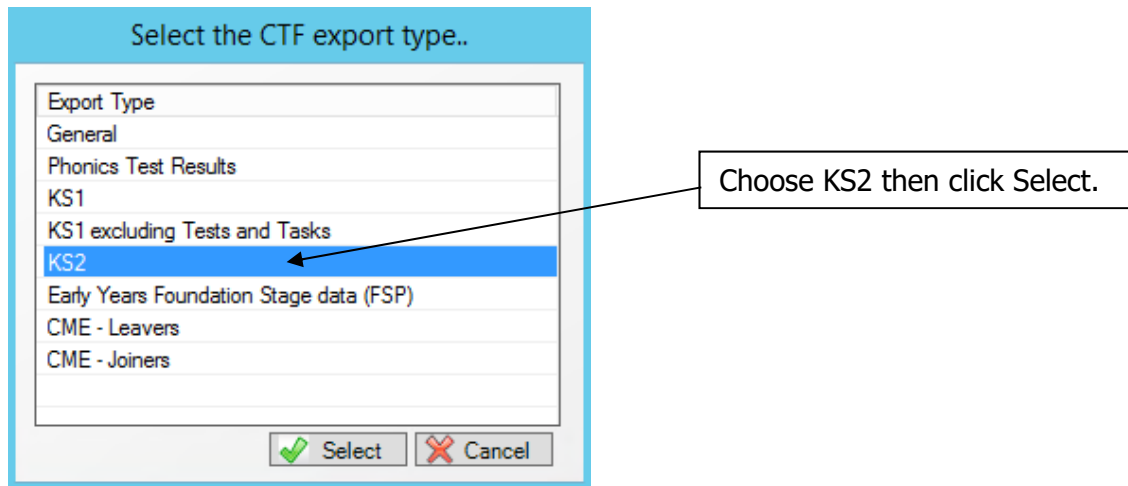 Select the CTF export type..
Export Type
General
Phonics Test Results
KS1
KS1 excluding Tests and Tasks
KS2
Early Years Foundation Stage data (FSP)
CME - Leavers
CME - Joiners
Select
Cancel
Choose KS2 then click Select.